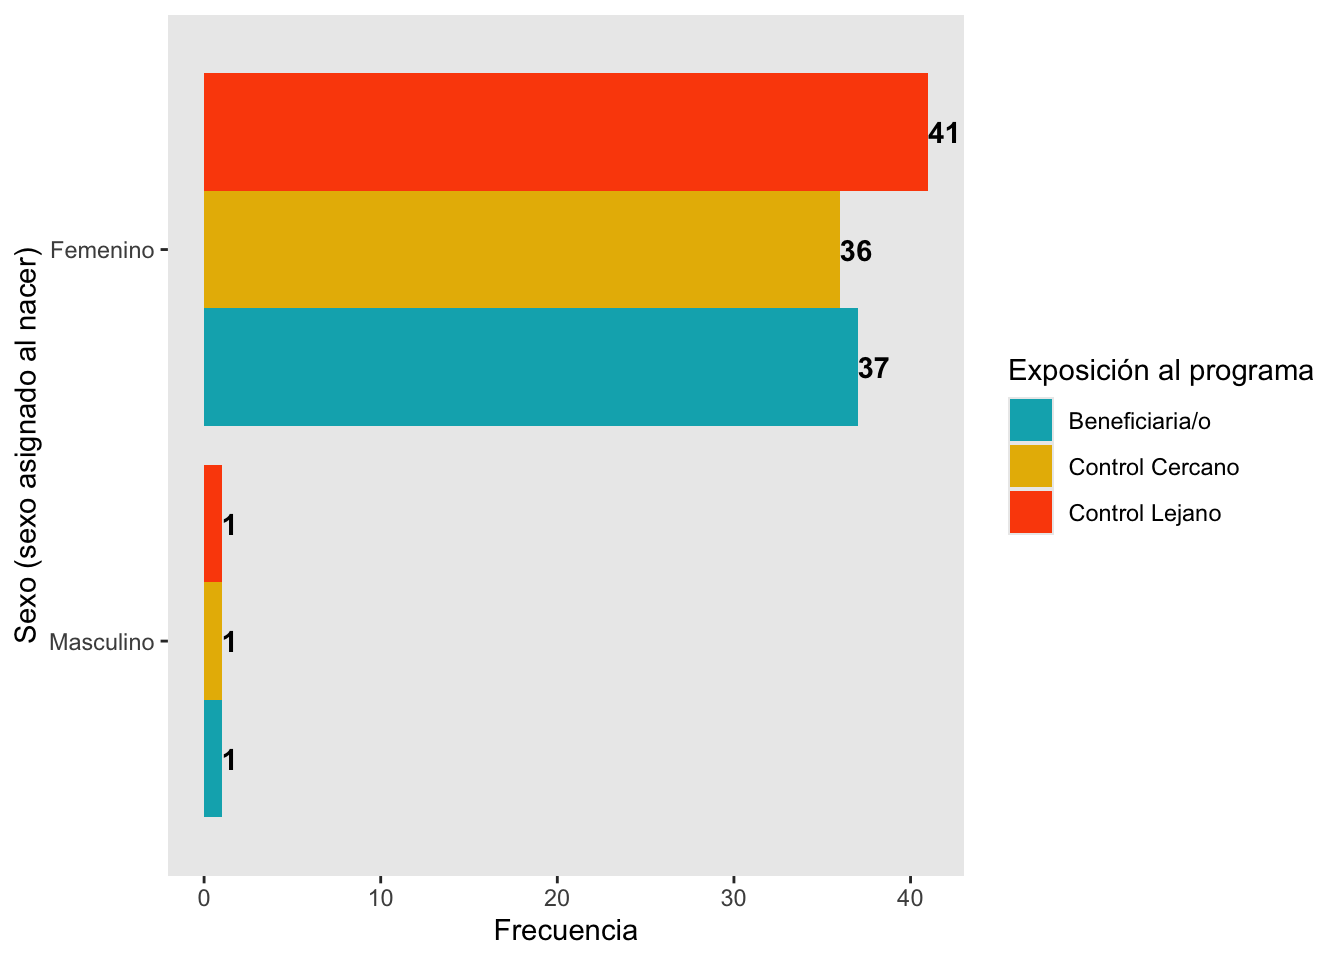 41
36
37
1
1
1
Femenino
Masculino
Sexo (sexo asignado al nacer)
0 10 20 30 40
Frecuencia
Exposición al programa
Beneficiaria/o
Control Cercano
Control Lejano